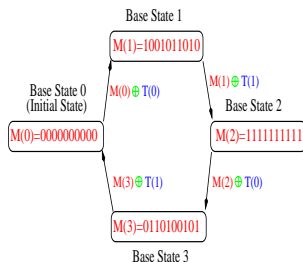 Base State 1
M(1)=1001011010
M(0)⊕T(0)
M(1)⊕T(1)
Base State 0
(Initial State)
M(0)=0000000000
Base State 2
M(2)=1111111111
M(3)⊕T(1)
M(2)⊕T(0)
M(3)=0110100101
Base State 3